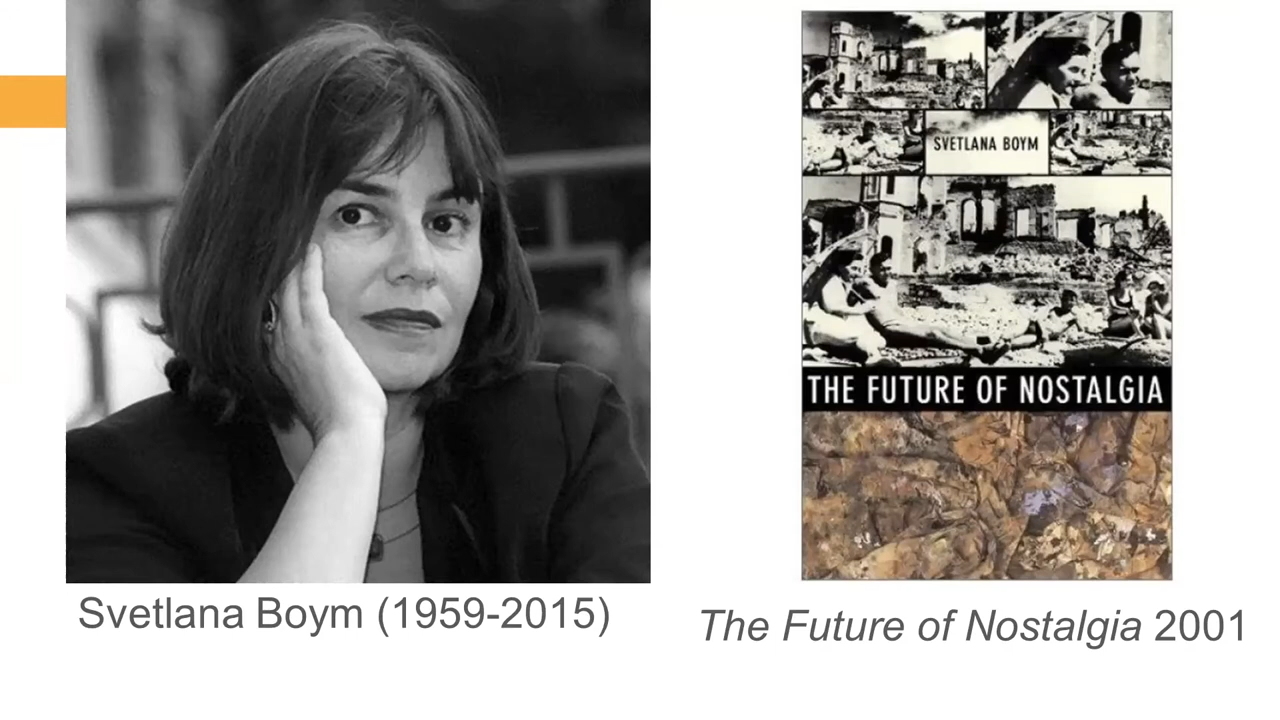 SVETLANA BOYM
THE FUTURE OF NOSTALGIA
Svetlana Boym (1959-2015)
The Future of Nostalgia 2001